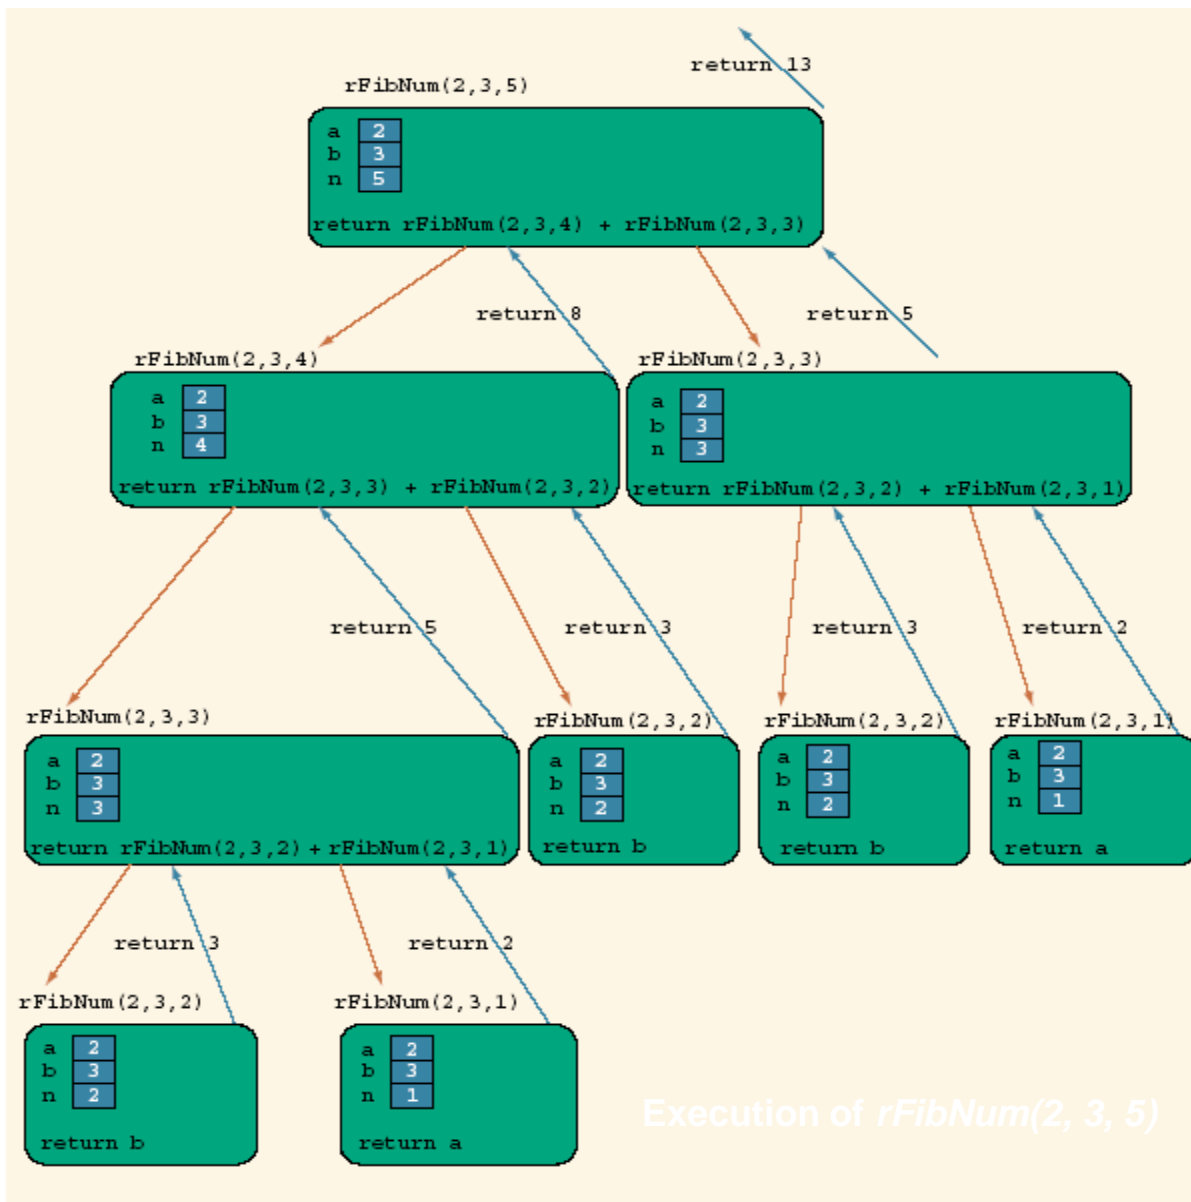 return 13
rFibNum(2,3,5)
a 2
b 3
n 5
return rFibNum(2,3,4) + rFibNum(2,3,3)
return 8
return 5
rFibNum(2,3,4)
a 2
b 3
n 4
return rFibNum(2,3,3) + rFibNum(2,3,2)
rFibNum(2,3,3)
a 2
b 3
n 3
return rFibNum(2,3,2) + rFibNum(2,3,1)
return 5
return 3
return 3
return 2
rFibNum(2,3,3)
a 2
b 3
n 3
return rFibNum(2,3,2) + rFibNum(2,3,1)
rFibNum(2,3,2)
a 2
b 3
n 2
return b
rFibNum(2,3,2)
a 2
b 3
n 2
return b
rFibNum(2,3,1)
a 2
b 3
n 1
return a
return 3
return 2
rFibNum(2,3,2)
a 2
b 3
n 2
return b
rFibNum(2,3,1)
a 2
b 3
n 1
return a
Execution of rFibNum(2, 3, 5)